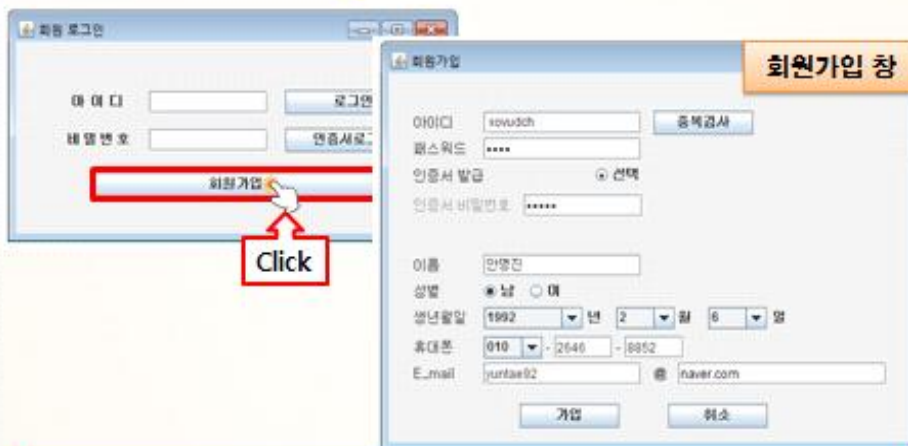 회원 로그인
아 이 디
로그인
비 밀 번 호
인증서로그
회원가입
Click
회원가입
회원가입 창
아이디
중복검사
패스워드 ••••
인증서 발급 선택
인증서 비밀번호 •••••
이름 안명진
성별 남 여
생년월일 1992 년 2 월 6 일
휴대폰 010 - 2646 - 8852
E_mail yuntae92 @ naver.com
가입 취소